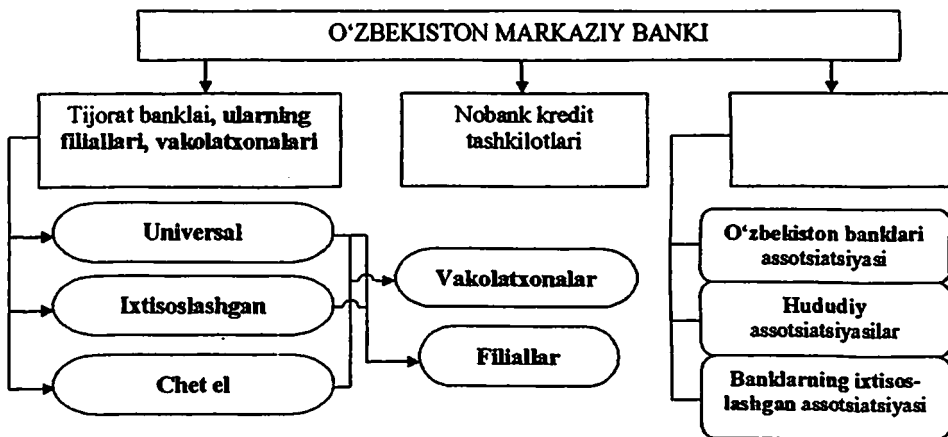 O‘ZBEKISTON MARKAZIY BANKI
Tijorat banklai, ularning
filiallari, vakolatxonalari
Nobank kredit
tashkilotlari
Universal
Ixtisoslashgan
Chet el
Vakolatxonalar
Filiallar
O‘zbekiston banklari
assotsiatsiyasi
Hududiy
assotsiatsiyasilar
Banklarning ixtisos-
lashgan assotsiatsiyasi